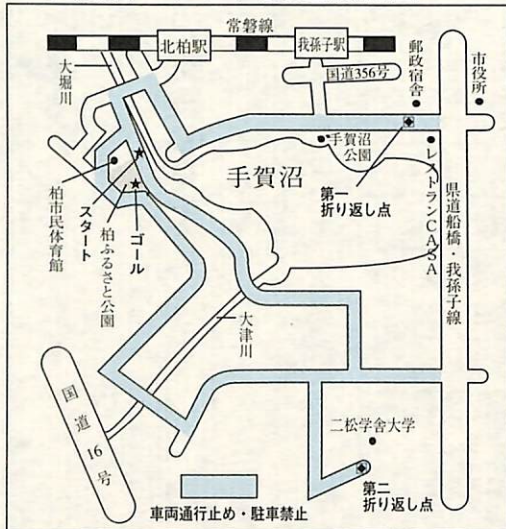 常磐線
北柏駅
我孫子駅
大堀川
国道356号
郵政宿舎
市役所
手賀沼公園
手賀沼
第一
折り返し点
レストランCASA
県道船橋・我孫子線
柏市民体育館
スタート
柏ふるさと公園
ゴール
大津川
国道16号
二松学舎大学
第二
折り返し点
車両通行止め・駐車禁止